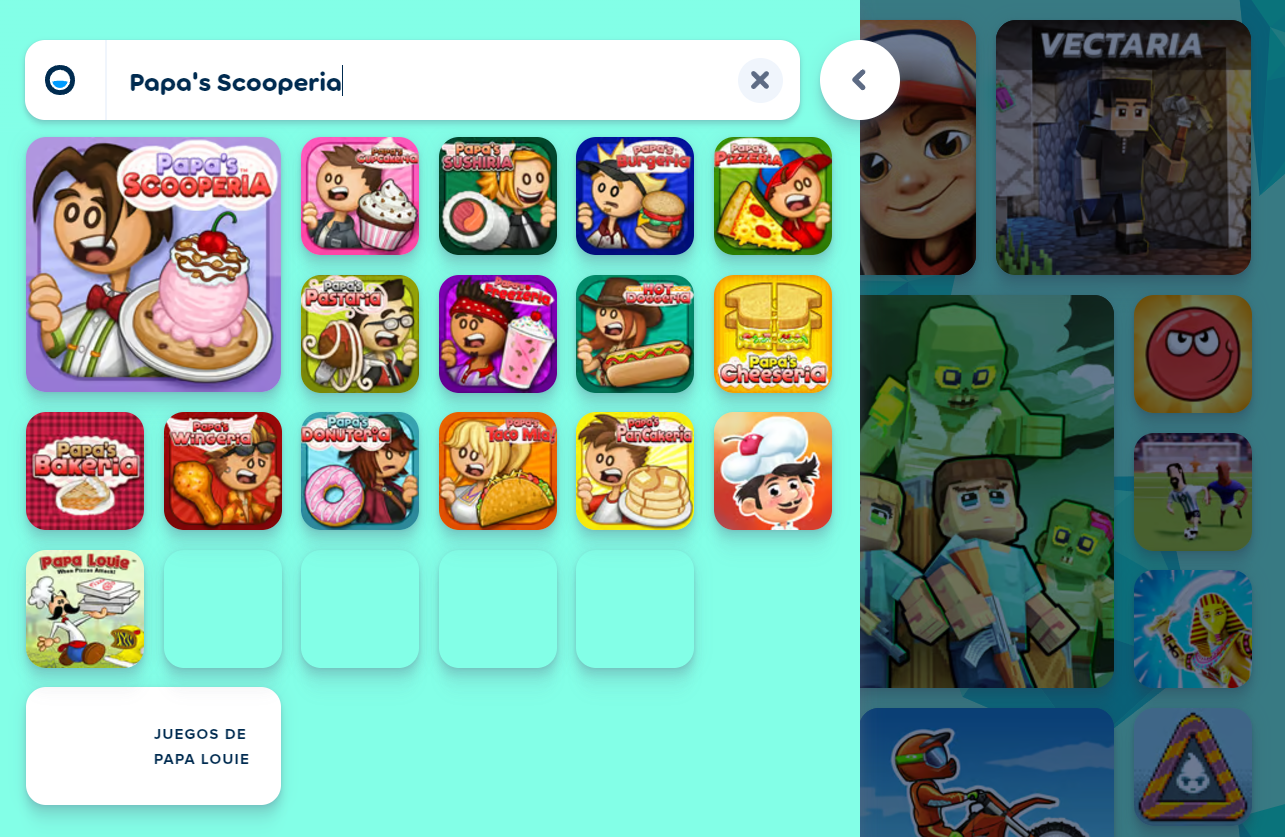 Papa's Scooperia
VECTARIA
Papa's
SCOOPERIA
Papa's
Cupcakeria
Papa's
SUSHIRIA
Papa's
Burgeria
Papa's
PIZZERIA
Papa's
Pastaria
Papa's
Freezeria
HOT
DOGGERIA
Papa's
Cheeseria
Papa's
Bakeria
Papa's
Wingeria
Papa's
DONUTERIA
Papa's
Taco Mia!
Papa's
Pancakeria
Papa Louie
When Pizzas Attack!
JUEGOS DE
PAPA LOUIE